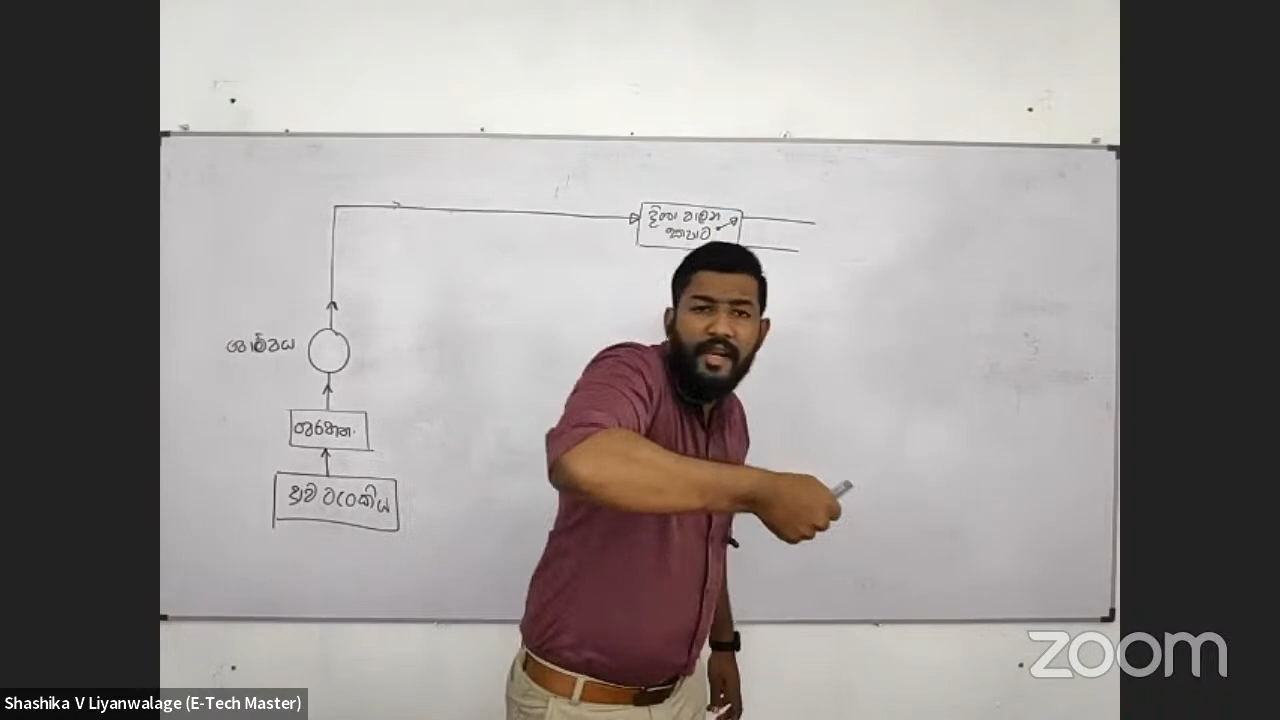 දිශා පාලන
කපාට
පොම්පය
පෙරහන
ද්‍රව ටැංකිය
zoom
Shashika V Liyanwalage (E-Tech Master)